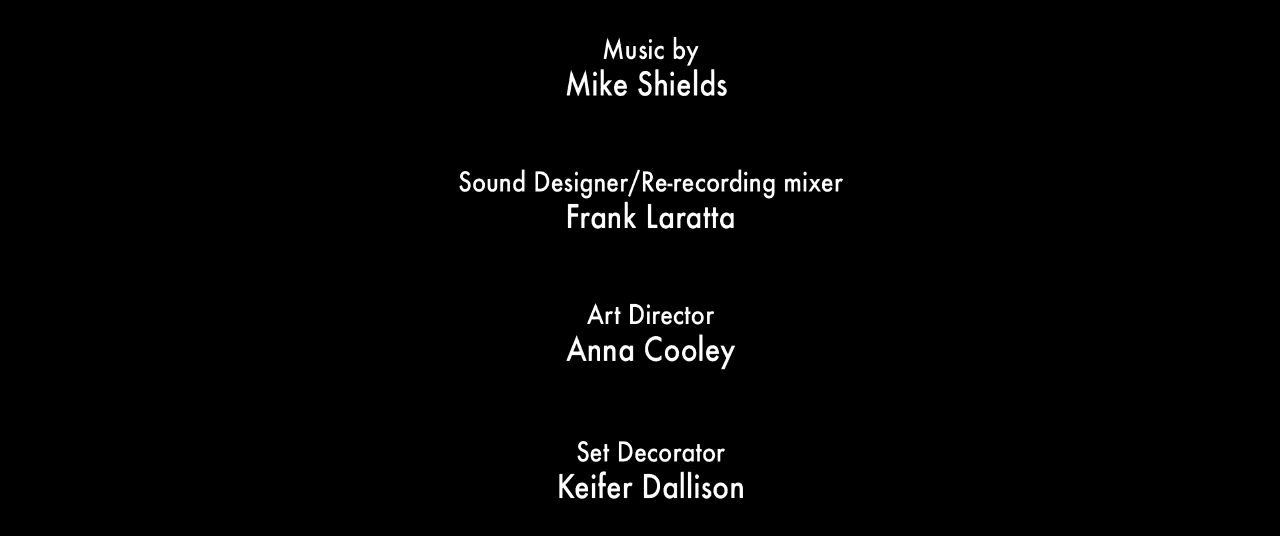 Music by
Mike Shields
Sound Designer/Re-recording mixer
Frank Laratta
Art Director
Anna Cooley
Set Decorator
Keifer Dallison